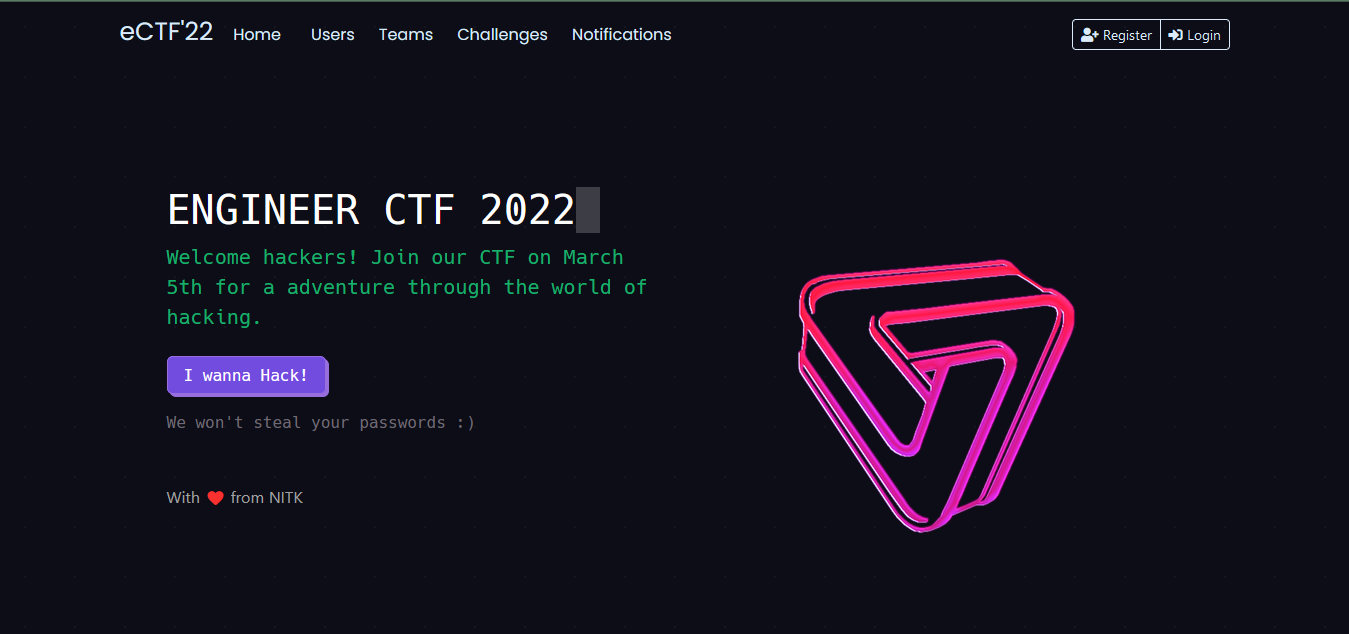 eCTF'22 Home Users Teams Challenges Notifications Register Login
ENGINEER CTF 2022
Welcome hackers! Join our CTF on March
5th for a adventure through the world of
hacking.
I wanna Hack!
We won't steal your passwords :)
With ❤️ from NITK